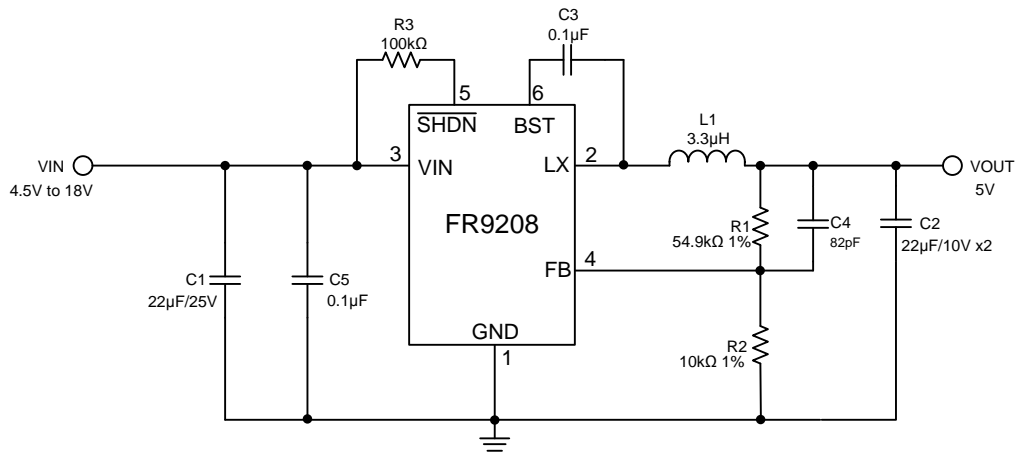 C3
0.1µF
R3
100kΩ
5
6
SHDN
BST
L1
3.3µH
VIN
4.5V to 18V
3
VIN
LX
2
VOUT
5V
FR9208
R1
54.9kΩ 1%
C4
82pF
C2
22µF/10V x2
FB
4
C1
22µF/25V
C5
0.1µF
GND
1
R2
10kΩ 1%